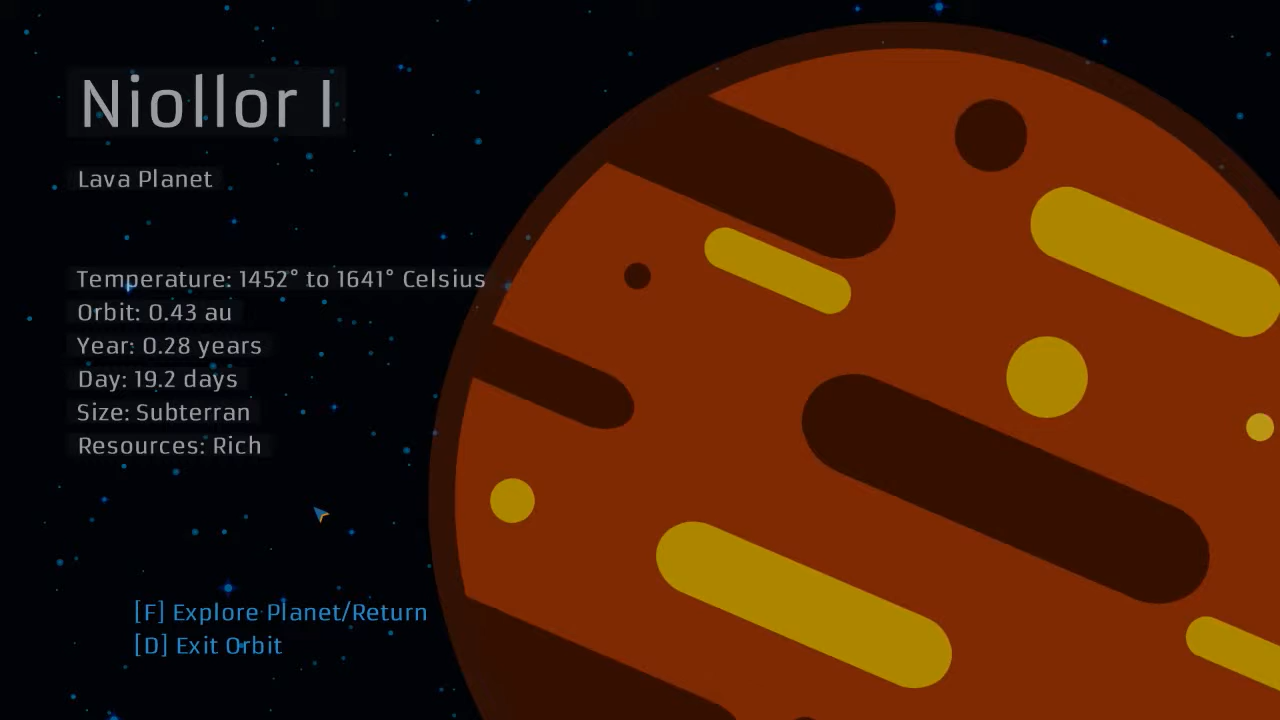 Niollor I
Lava Planet
Temperature: 1452° to 1641° Celsius
Orbit: 0.43 au
Year: 0.28 years
Day: 19.2 days
Size: Subterran
Resources: Rich
[F] Explore Planet/Return
[D] Exit Orbit